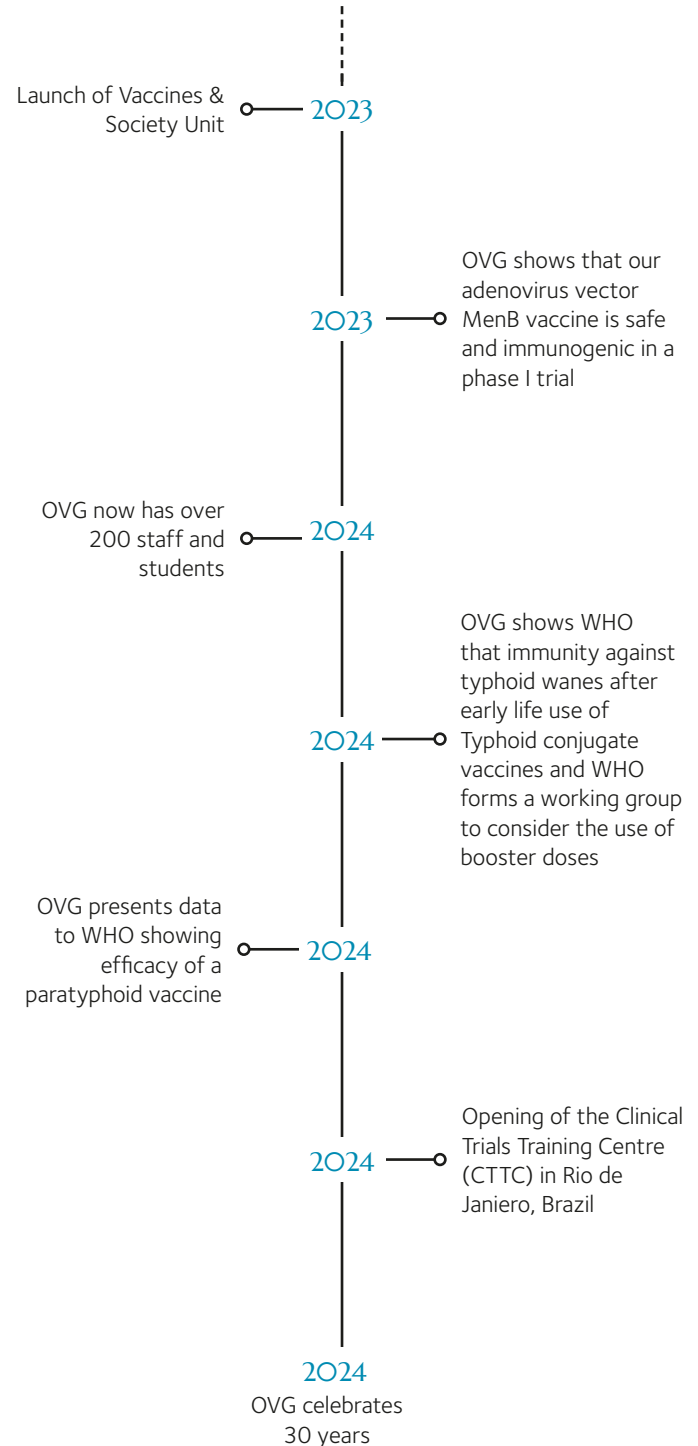 2023
Launch of Vaccines &
Society Unit
2023
OVG shows that our
adenovirus vector
MenB vaccine is safe
and immunogenic in a
phase I trial
2024
OVG now has over
200 staff and
students
2024
OVG shows WHO
that immunity against
typhoid wanes after
early life use of
Typhoid conjugate
vaccines and WHO
forms a working group
to consider the use of
booster doses
2024
OVG presents data
to WHO showing
efficacy of a
paratyphoid vaccine
2024
Opening of the Clinical
Trials Training Centre
(CTTC) in Rio de
Janiero, Brazil
2024
OVG celebrates
30 years